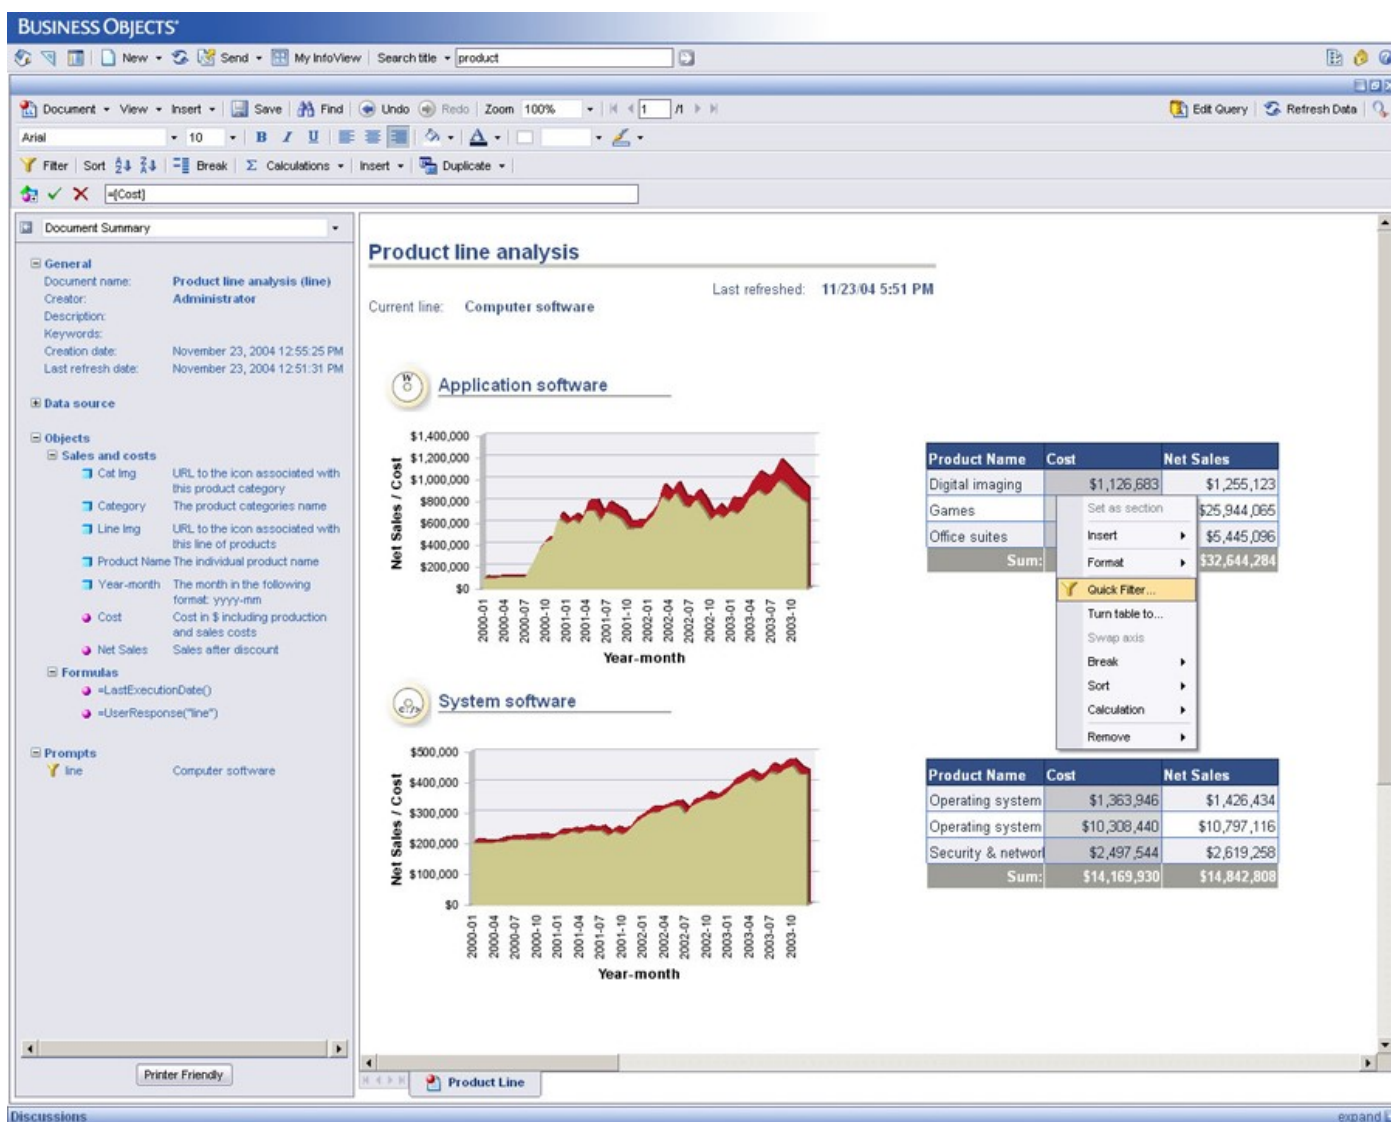 BUSINESS OBJECTS
New Send My InfoView Search title product
Document View Insert Save Find Undo Redo Zoom 100% 1 /1 Edit Query Refresh Data
Arial 10 B I U A
Filter Sort Break Σ Calculations Insert Duplicate
=[Cost]
Document Summary
General
Document name: Product line analysis (line)
Creator: Administrator
Description:
Keywords:
Creation date: November 23, 2004 12:55:25 PM
Last refresh date: November 23, 2004 12:51:31 PM
Data source
Objects
Sales and costs
Cat Img URL to the icon associated with
this product category
Category The product categories name
Line Img URL to the icon associated with
this line of products
Product Name The individual product name
Year-month The month in the following
format: yyyy-mm
Cost Cost in $ including production
and sales costs
Net Sales Sales after discount
Formulas
=LastExecutionDate()
=UserResponse("line")
Prompts
line Computer software
Printer Friendly
Product line analysis
Last refreshed: 11/23/04 5:51 PM
Current line: Computer software
Application software
Net Sales / Cost
$1,400,000
$1,200,000
$1,000,000
$800,000
$600,000
$400,000
$200,000
$0
2000-01 2000-04 2000-07 2000-10 2001-01 2001-04 2001-07 2001-10 2002-01 2002-04 2002-07 2002-10 2003-01 2003-04 2003-07 2003-10
Year-month
Product Name Cost Net Sales
Digital imaging $1,126,683 $1,255,123
Games $25,944,065
Office suites $5,445,096
Sum: $32,644,284
Set as section
Insert
Format
Quick Filter...
Turn table to...
Swap axis
Break
Sort
Calculation
Remove
System software
Net Sales / Cost
$500,000
$400,000
$300,000
$200,000
$100,000
$0
2000-01 2000-04 2000-07 2000-10 2001-01 2001-04 2001-07 2001-10 2002-01 2002-04 2002-07 2002-10 2003-01 2003-04 2003-07 2003-10
Year-month
Product Name Cost Net Sales
Operating system $1,363,946 $1,426,434
Operating system $10,308,440 $10,797,116
Security & networ $2,497,544 $2,619,258
Sum: $14,169,930 $14,842,808
Product Line
Discussions expand